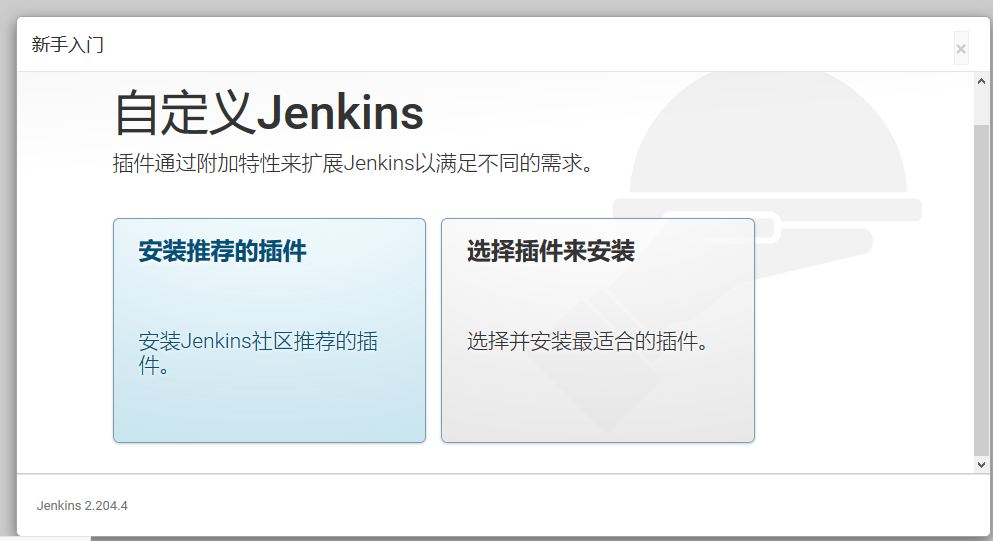 新手入门
×
自定义Jenkins
插件通过附加特性来扩展Jenkins以满足不同的需求。
安装推荐的插件
安装Jenkins社区推荐的插
件。
选择插件来安装
选择并安装最适合的插件。
Jenkins 2.204.4